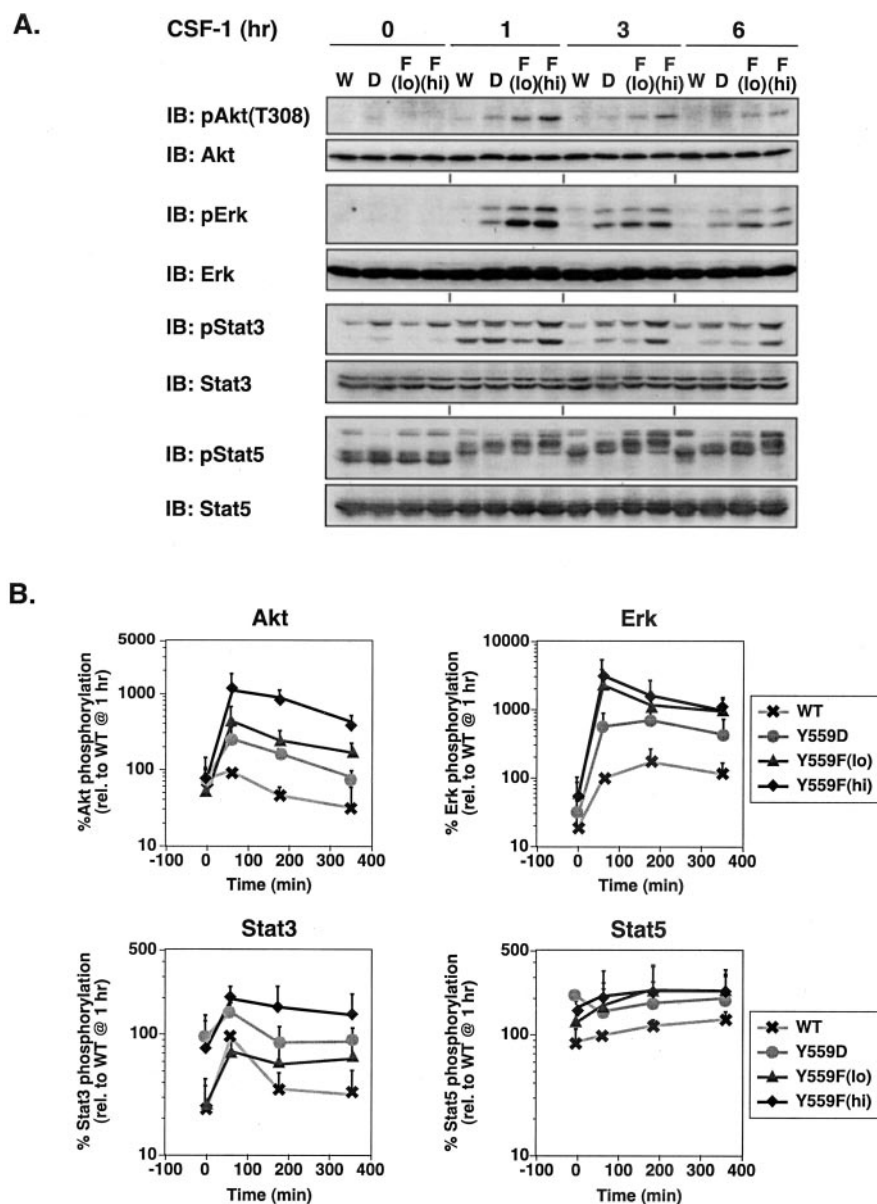 A.
CSF-1 (hr) 0 1 3 6
W D F (lo) F (hi) W D F (lo) F (hi) W D F (lo) F (hi) W D F (lo) F (hi)
IB: pAkt(T308)
IB: Akt
IB: pErk
IB: Erk
IB: pStat3
IB: Stat3
IB: pStat5
IB: Stat5
B.
Akt
%Akt phosphorylation
(rel. to WT @ 1 hr)
5000
1000
100
10
-100 0 100 200 300 400
Time (min)
Erk
% Erk phosphorylation
(rel. to WT @ 1 hr)
10000
1000
100
10
-100 0 100 200 300 400
Time (min)
WT
Y559D
Y559F(lo)
Y559F(hi)
Stat3
% Stat3 phosphorylation
(rel. to WT @ 1 hr)
500
100
10
-100 0 100 200 300 400
Time (min)
Stat5
% Stat5 phosphorylation
(rel. to WT @ 1 hr)
500
100
10
-100 0 100 200 300 400
Time (min)
WT
Y559D
Y559F(lo)
Y559F(hi)